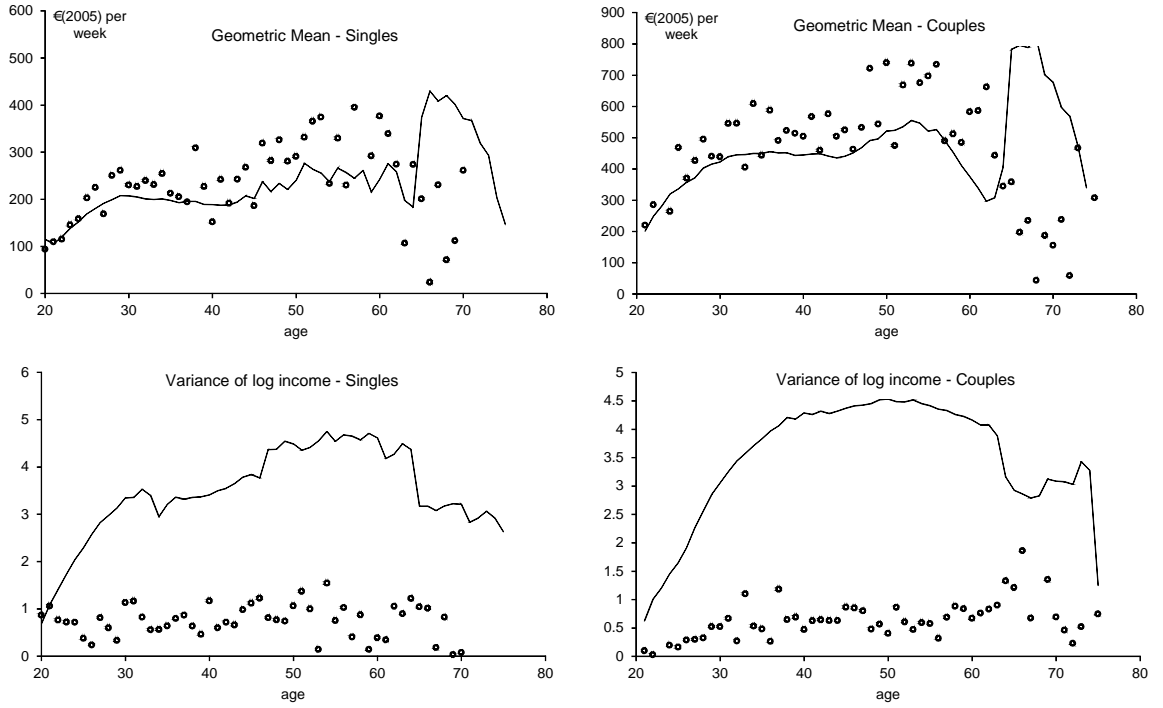 €(2005) per
week
Geometric Mean - Singles
600
500
400
300
200
100
0
20 30 40 50 60 70 80
age
€(2005) per
week
Geometric Mean - Couples
900
800
700
600
500
400
300
200
100
0
20 30 40 50 60 70 80
age
Variance of log income - Singles
6
5
4
3
2
1
0
20 30 40 50 60 70 80
age
Variance of log income - Couples
5
4.5
4
3.5
3
2.5
2
1.5
1
0.5
0
20 30 40 50 60 70 80
age